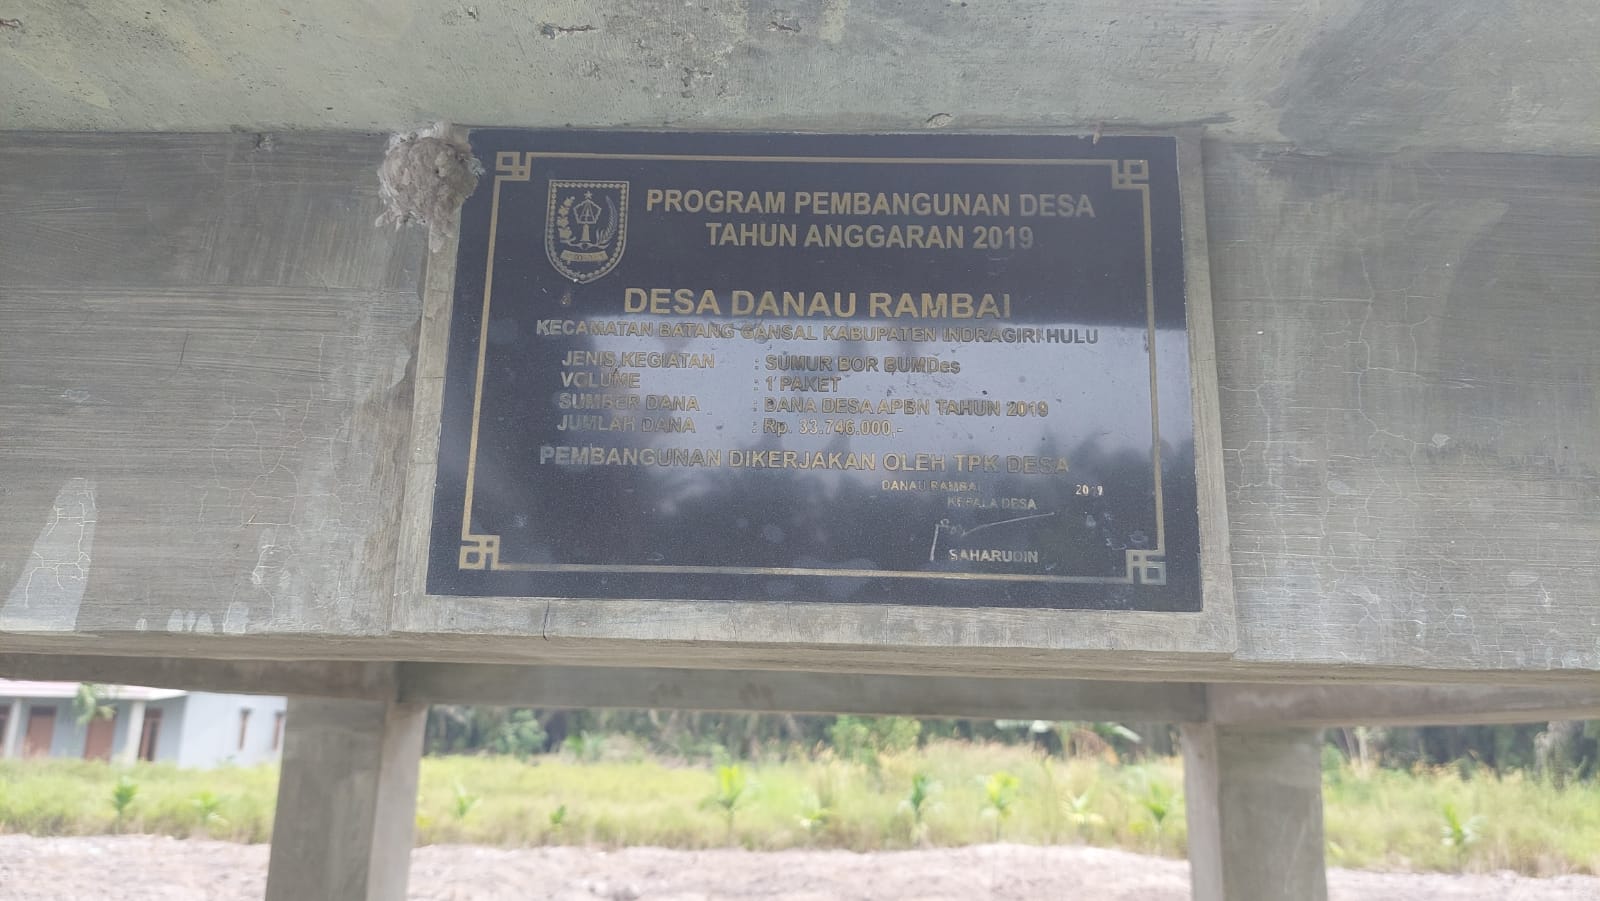 PROGRAM PEMBANGUNAN DESA
TAHUN ANGGARAN 2019
DESA DANAU RAMBAI
KECAMATAN BATANG GANSAL KABUPATEN INDRAGIRI HULU
JENIS KEGIATAN : SUMUR BOR BUMDes
VOLUME : 1 PAKET
SUMBER DANA : DANA DESA APBN TAHUN 2019
JUMLAH DANA : Rp. 33.746.000,-
PEMBANGUNAN DIKERJAKAN OLEH TPK DESA
DANAU RAMBAI 2019
KEPALA DESA
SAHARUDIN